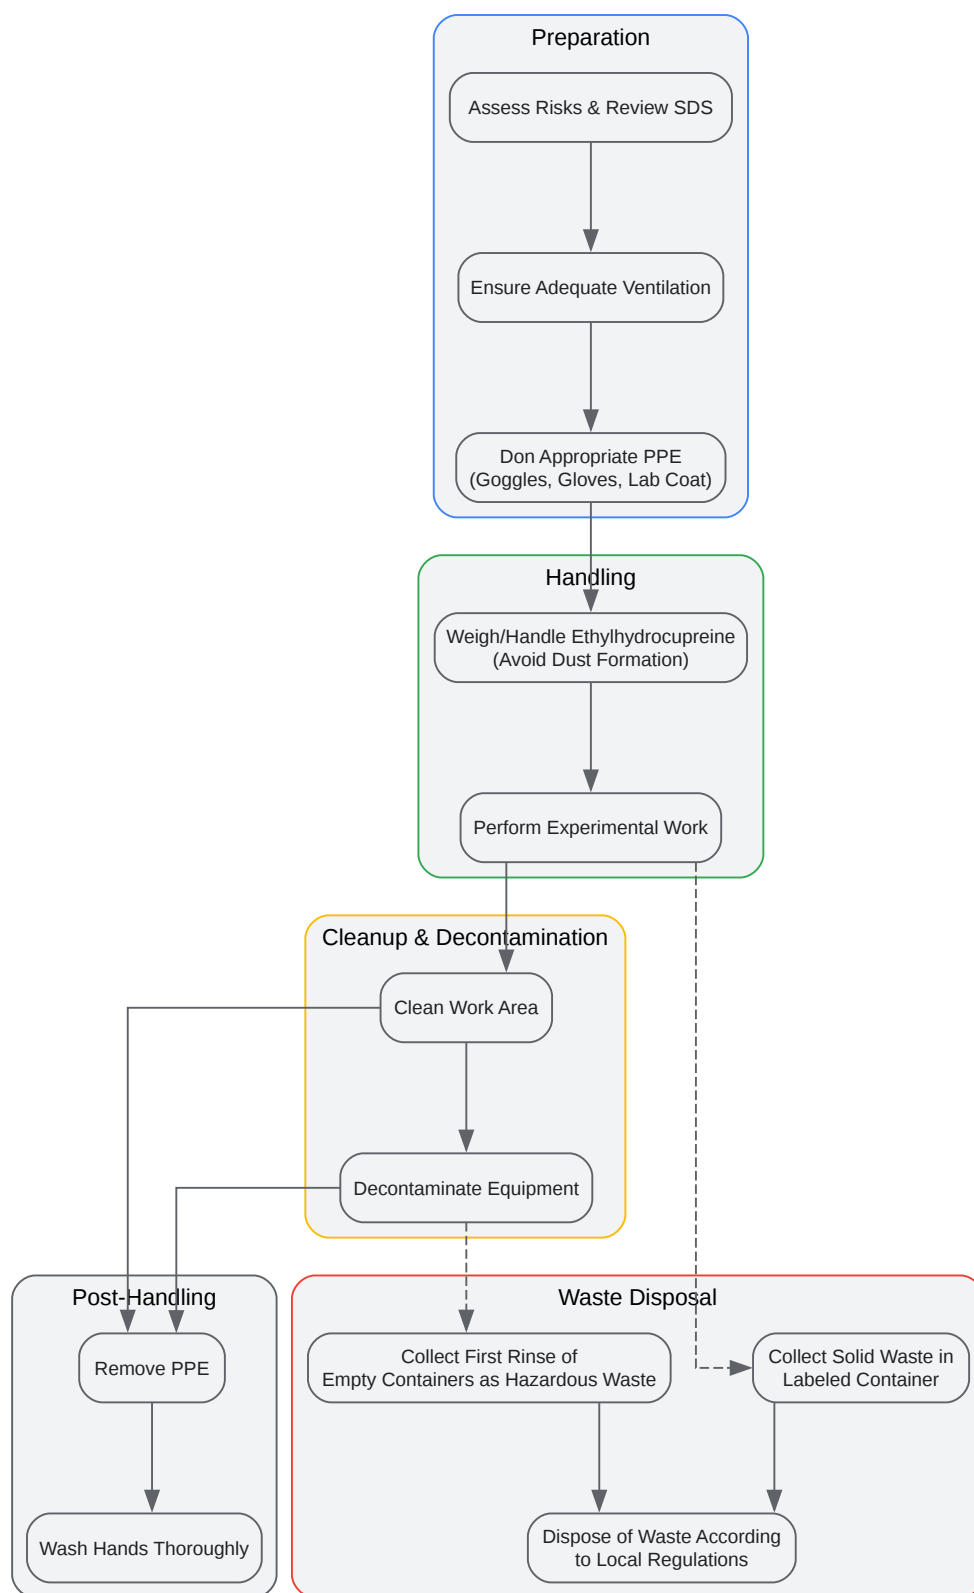 Preparation
Assess Risks & Review SDS
Ensure Adequate Ventilation
Don Appropriate PPE
(Goggles, Gloves, Lab Coat)
Handling
Weigh/Handle Ethylhydrocupreine
(Avoid Dust Formation)
Perform Experimental Work
Cleanup & Decontamination
Clean Work Area
Decontaminate Equipment
Post-Handling
Remove PPE
Wash Hands Thoroughly
Waste Disposal
Collect First Rinse of
Empty Containers as Hazardous Waste
Collect Solid Waste in
Labeled Container
Dispose of Waste According
to Local Regulations